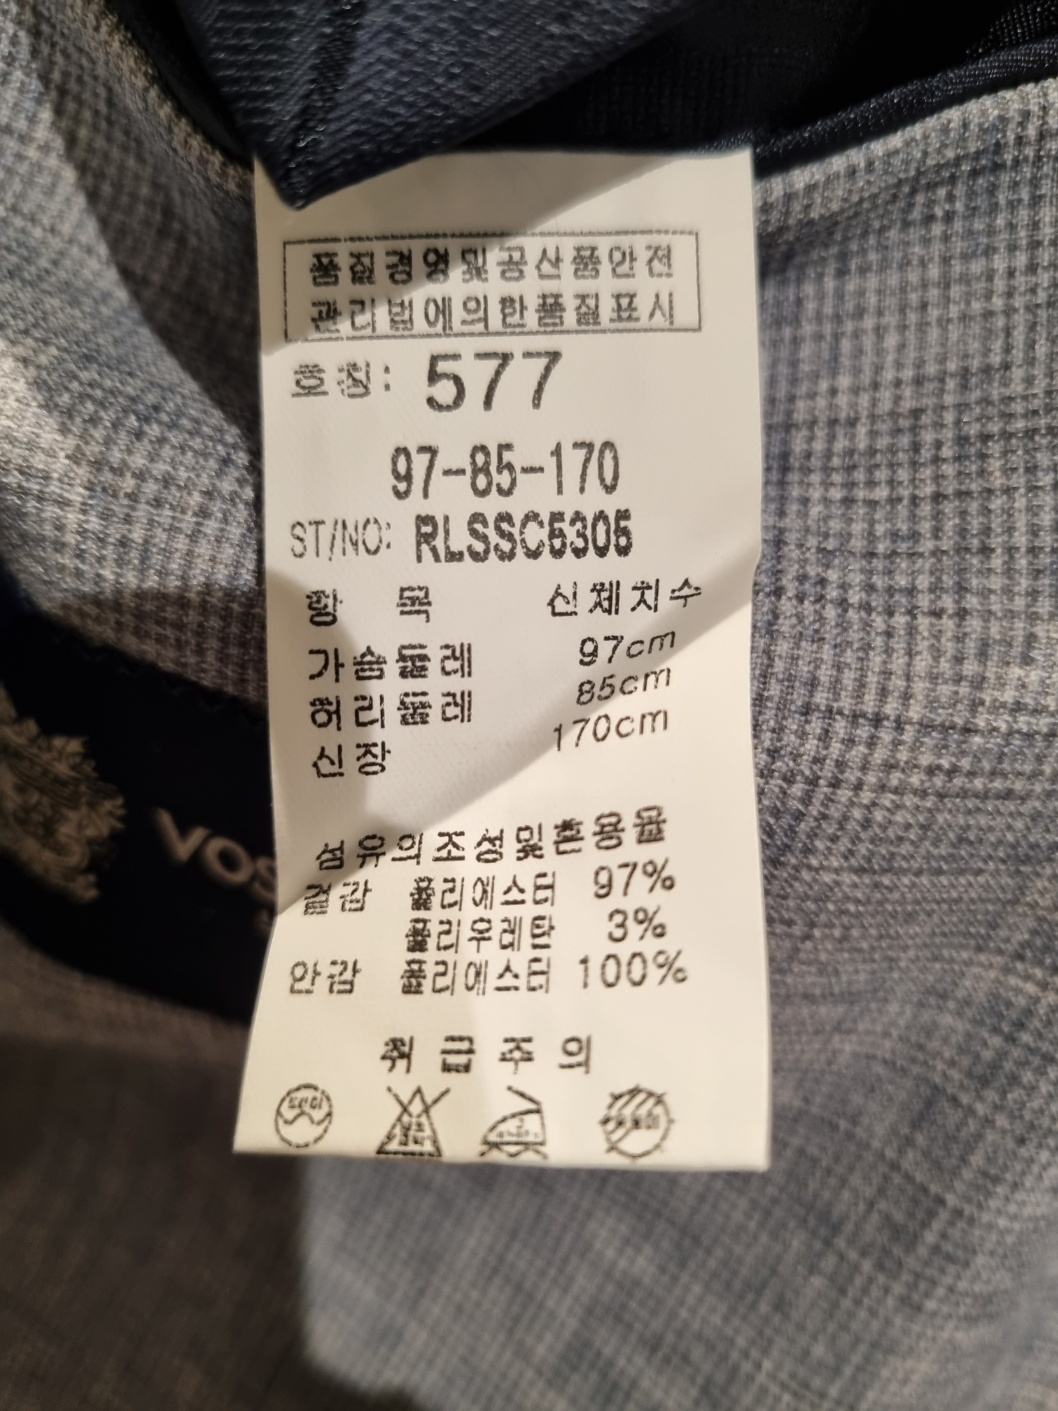 품질경영및공산품안전
관리법에의한품질표시
호칭: 577
97-85-170
ST/NO: RLSSC5305
항 목 신체치수
가슴둘레 97cm
허리둘레 85cm
신장 170cm
섬유의조성및혼용율
겉감 폴리에스터 97%
폴리우레탄 3%
안감 폴리에스터 100%
취급주의
드라이